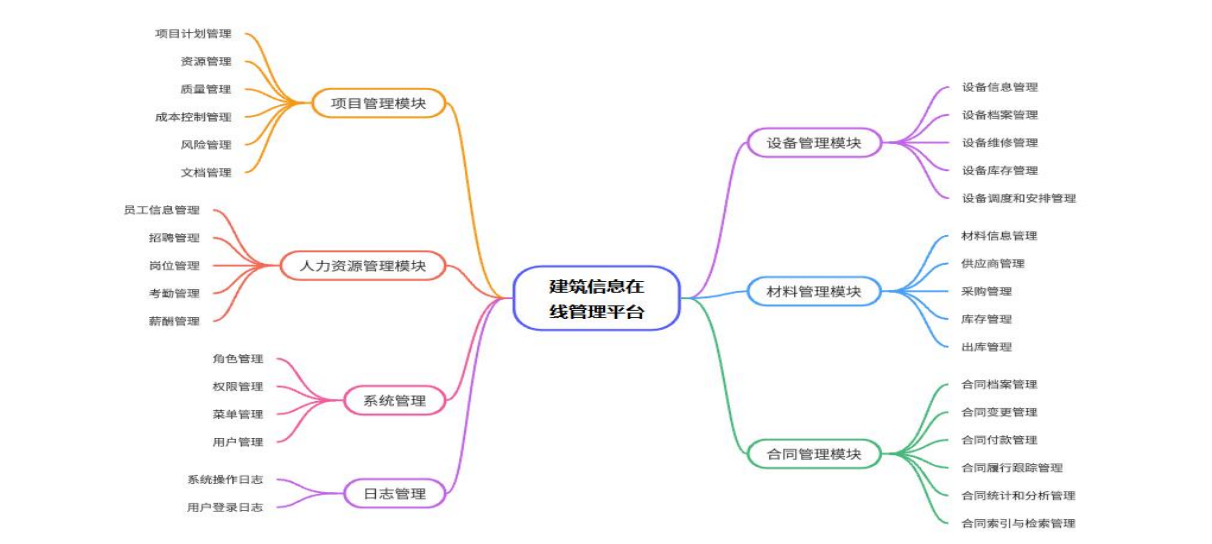 建筑信息在
线管理平台
项目管理模块
项目计划管理
资源管理
质量管理
成本控制管理
风险管理
文档管理
人力资源管理模块
员工信息管理
招聘管理
岗位管理
考勤管理
薪酬管理
系统管理
角色管理
权限管理
菜单管理
用户管理
日志管理
系统操作日志
用户登录日志
设备管理模块
设备信息管理
设备档案管理
设备维修管理
设备库存管理
设备调度和安排管理
材料管理模块
材料信息管理
供应商管理
采购管理
库存管理
出库管理
合同管理模块
合同档案管理
合同变更管理
合同付款管理
合同履行跟踪管理
合同统计和分析管理
合同索引与检索管理